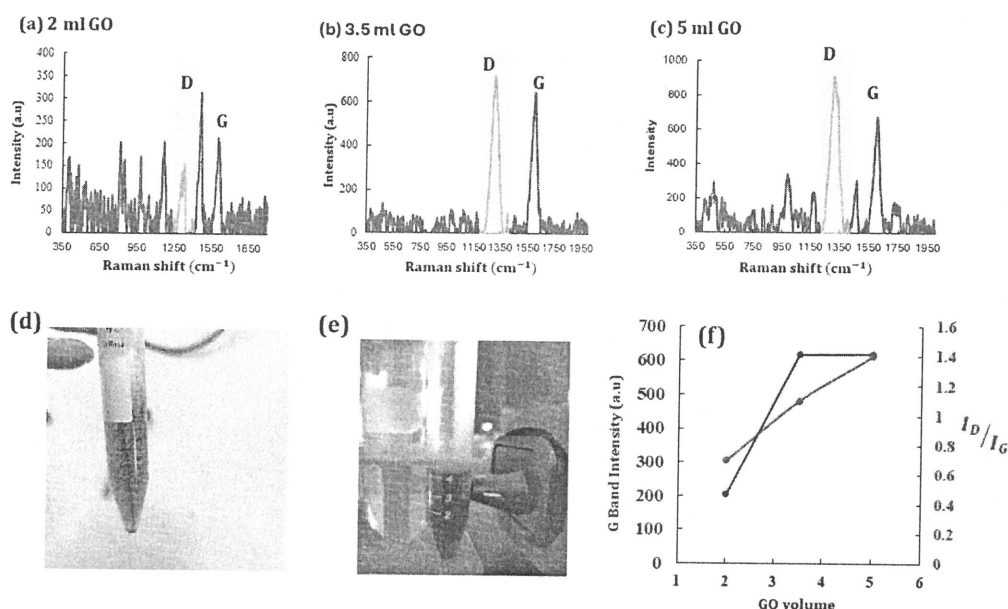 (a) 2 ml GO
(b) 3.5 ml GO
(c) 5 ml GO
Intensity (a.u)
400
350
300
250
200
150
100
50
0
D
G
350 650 950 1250 1550 1850
Raman shift (cm⁻¹)
Intensity (a.u)
800
600
400
200
0
D
G
350 550 750 950 1150 1350 1550 1750 1950
Raman shift (cm⁻¹)
Intensity
1000
800
600
400
200
0
D
G
350 550 750 950 1150 1350 1550 1750 1950
Raman shift (cm⁻¹)
(d)
(e)
4
3
2
(f)
G Band Intensity (a.u)
700
600
500
400
300
200
100
0
1 2 3 4 5 6
GO volume
1.6
1.4
1.2
1
0.8
0.6
0.4
0.2
0
I_D/I_G